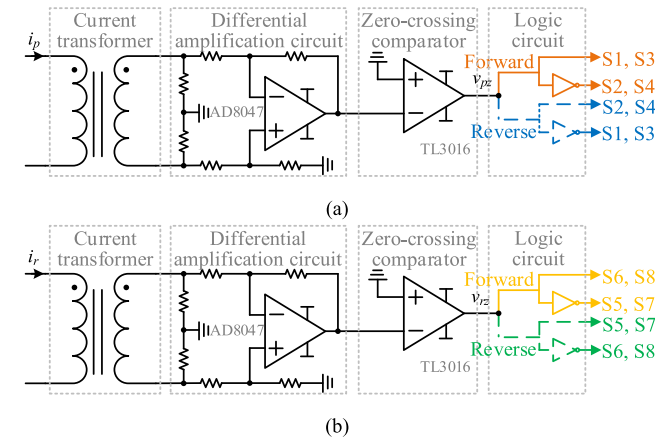 Current transformer
Differential amplification circuit
Zero-crossing comparator
Logic circuit
i_p
AD8047
TL3016
v_pz
Forward
Reverse
S1, S3
S2, S4
S2, S4
S1, S3
(a)
Current transformer
Differential amplification circuit
Zero-crossing comparator
Logic circuit
i_r
AD8047
TL3016
v_rz
Forward
Reverse
S6, S8
S5, S7
S5, S7
S6, S8
(b)